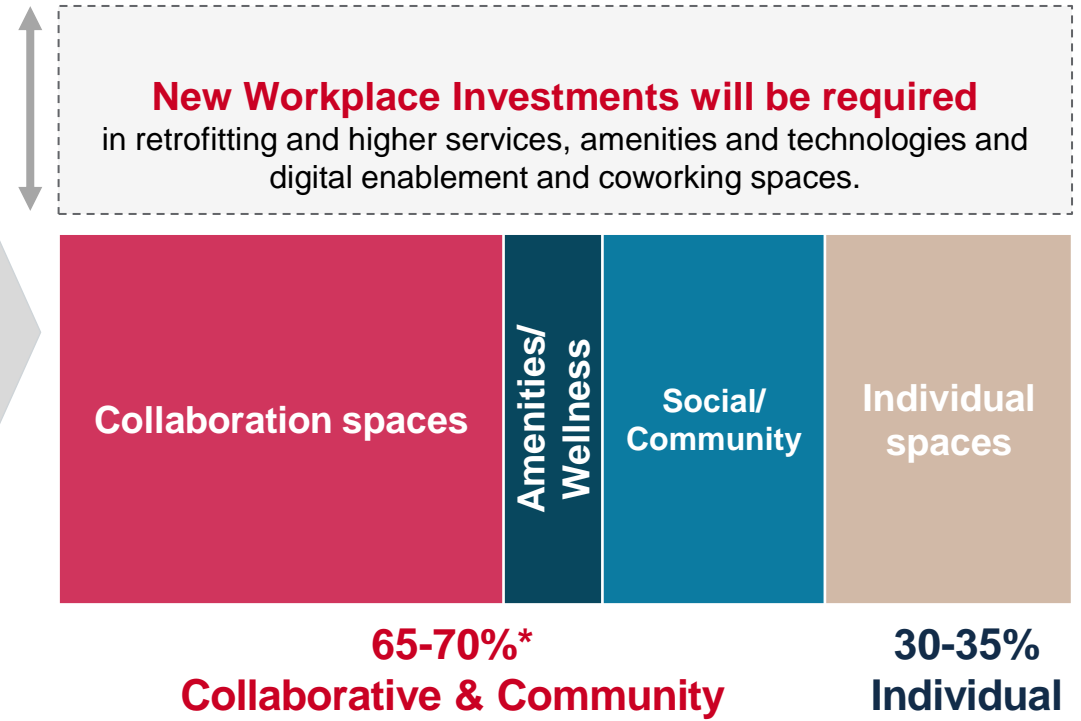 New Workplace Investments will be required
in retrofitting and higher services, amenities and technologies and
digital enablement and coworking spaces.
Collaboration spaces
Amenities/
Wellness
Social/
Community
Individual
spaces
65-70%*
Collaborative & Community
30-35%
Individual